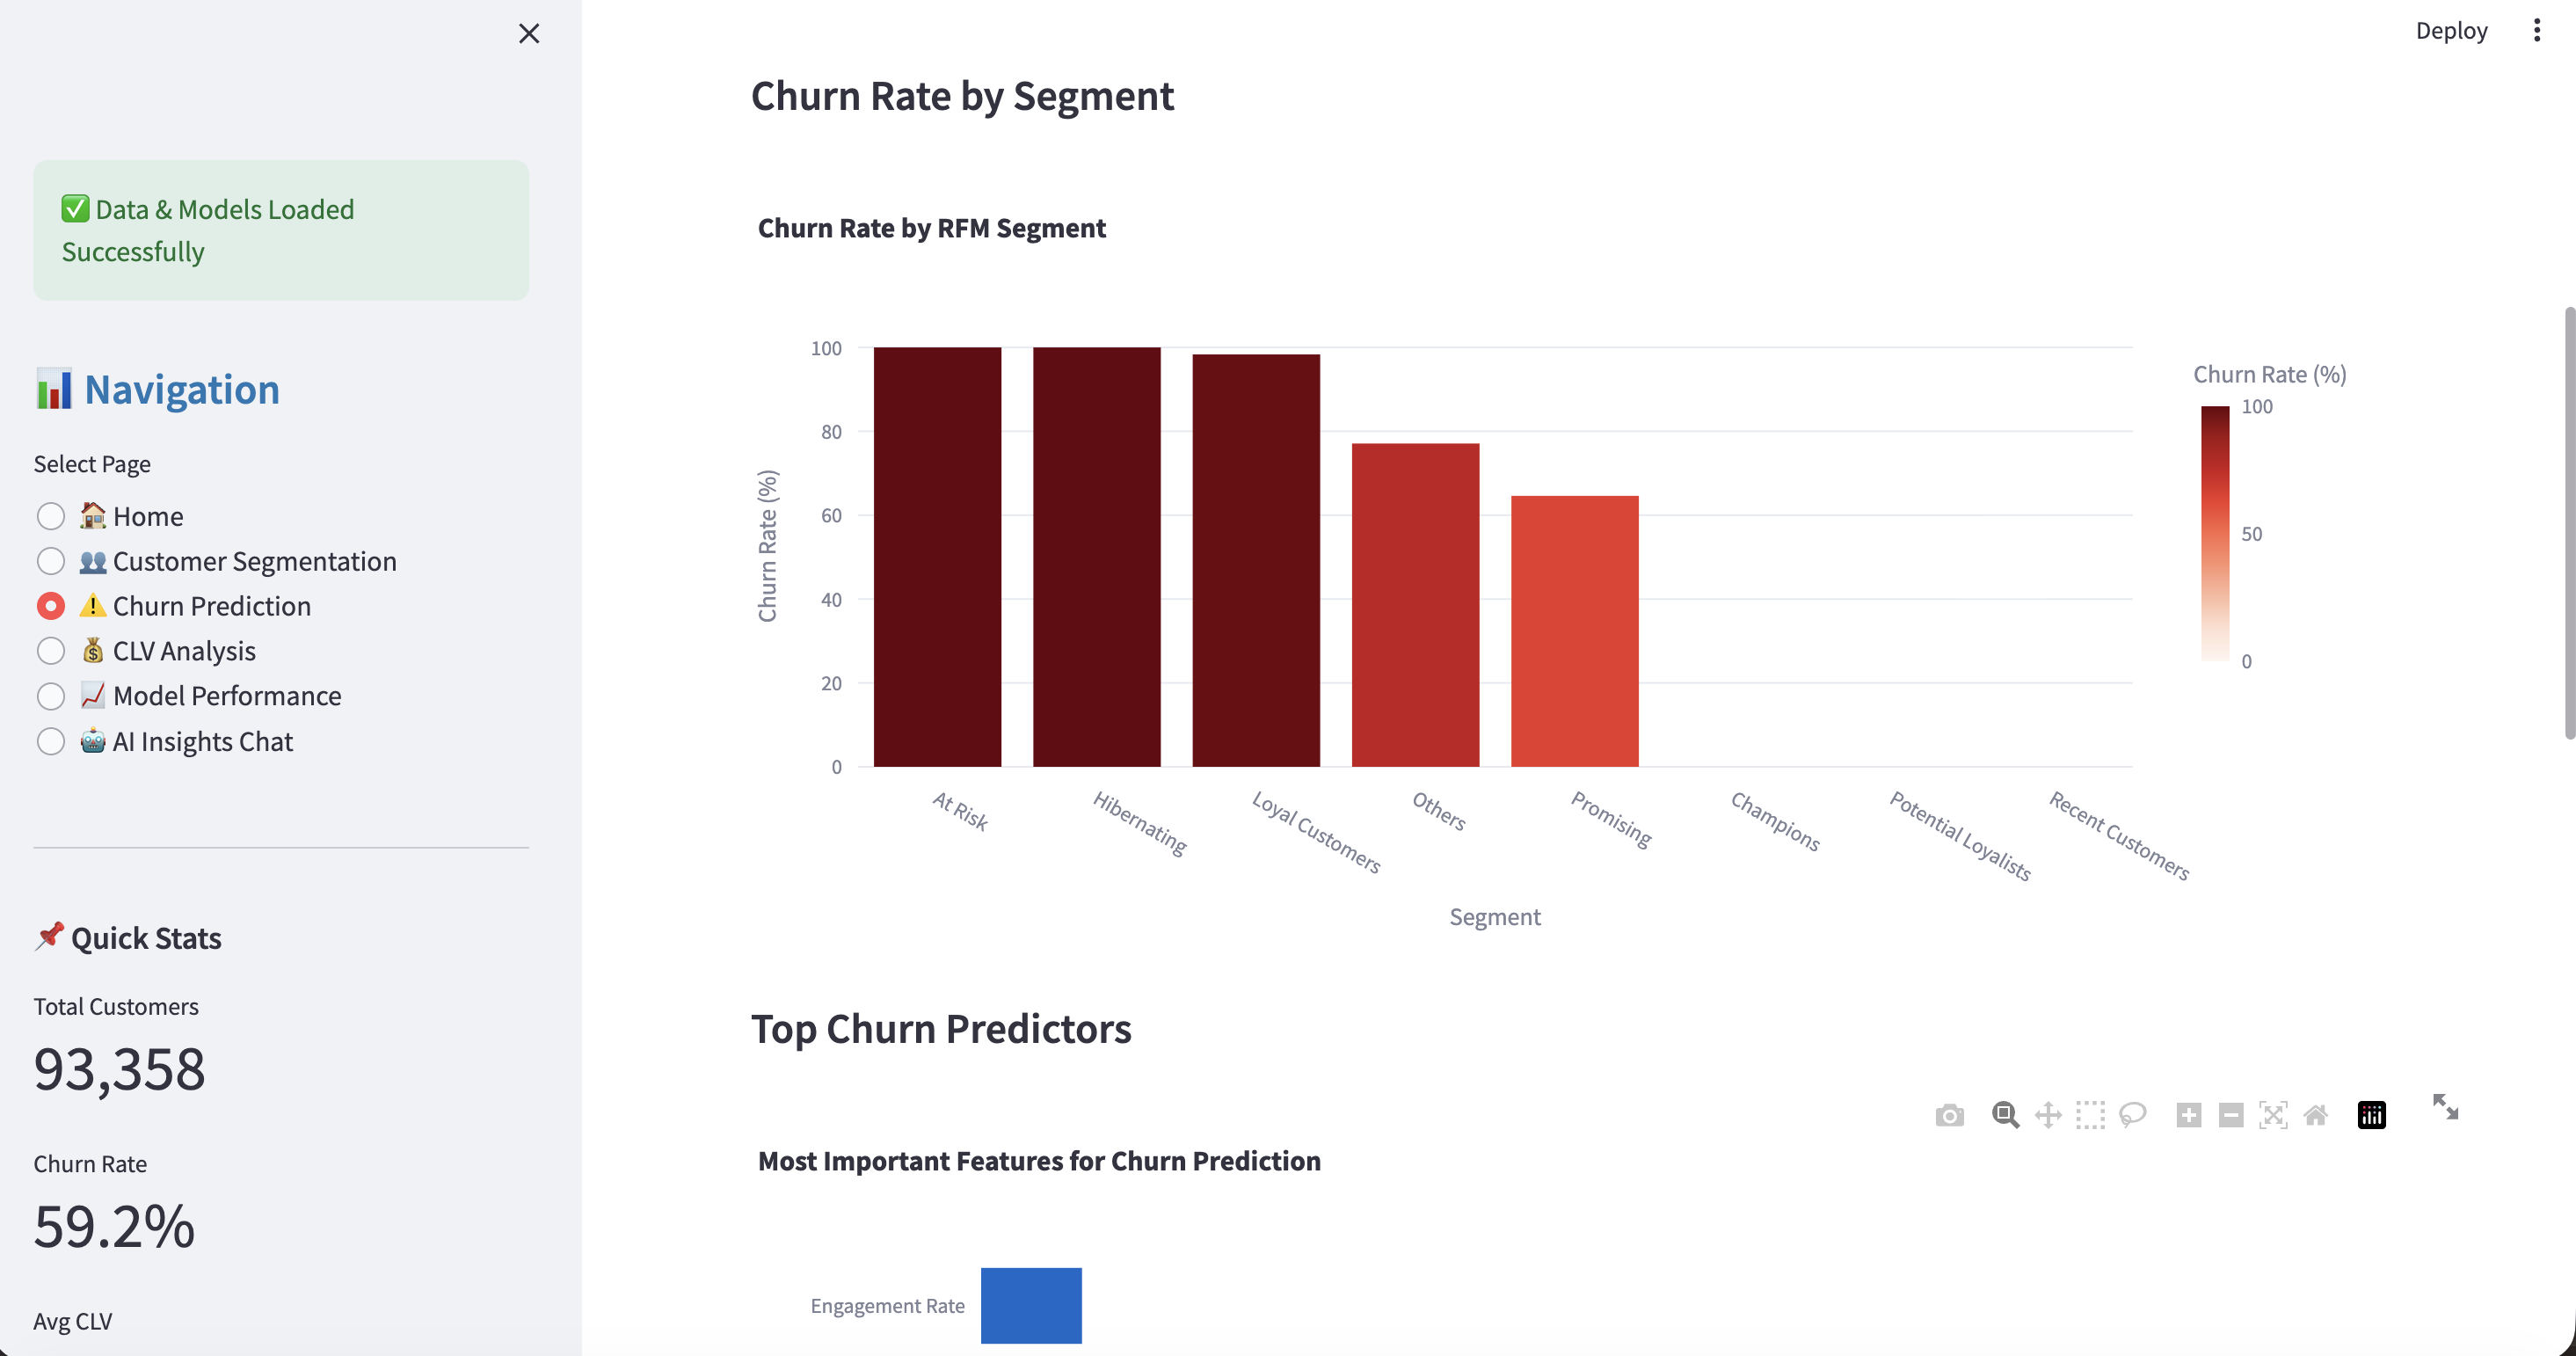 Deploy
✅ Data & Models Loaded
Successfully
📊 Navigation
Select Page
🏠 Home
👥 Customer Segmentation
⚠️ Churn Prediction
💰 CLV Analysis
📈 Model Performance
🤖 AI Insights Chat
📌 Quick Stats
Total Customers
93,358
Churn Rate
59.2%
Avg CLV
Churn Rate by Segment
Churn Rate by RFM Segment
Churn Rate (%)
100
80
60
40
20
0
At Risk
Hibernating
Loyal Customers
Others
Promising
Champions
Potential Loyalists
Recent Customers
Segment
Churn Rate (%)
100
50
0
Top Churn Predictors
Most Important Features for Churn Prediction
Engagement Rate